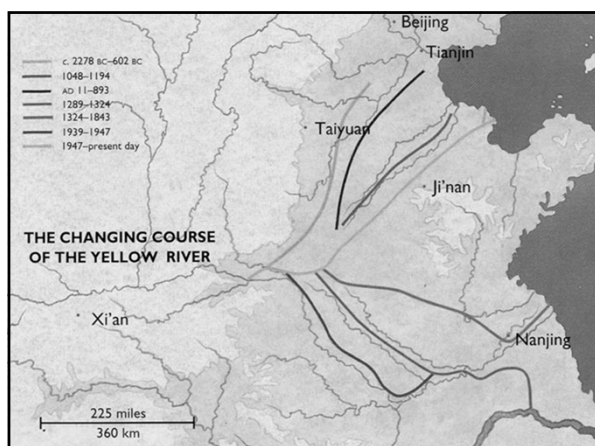 Beijing
Tianjin
c. 2278 BC–602 BC
1048–1194
AD 11–893
1289–1324
1324–1843
1939–1947
1947–present day
Taiyuan
Ji'nan
THE CHANGING COURSE
OF THE YELLOW RIVER
Xi'an
Nanjing
225 miles
360 km